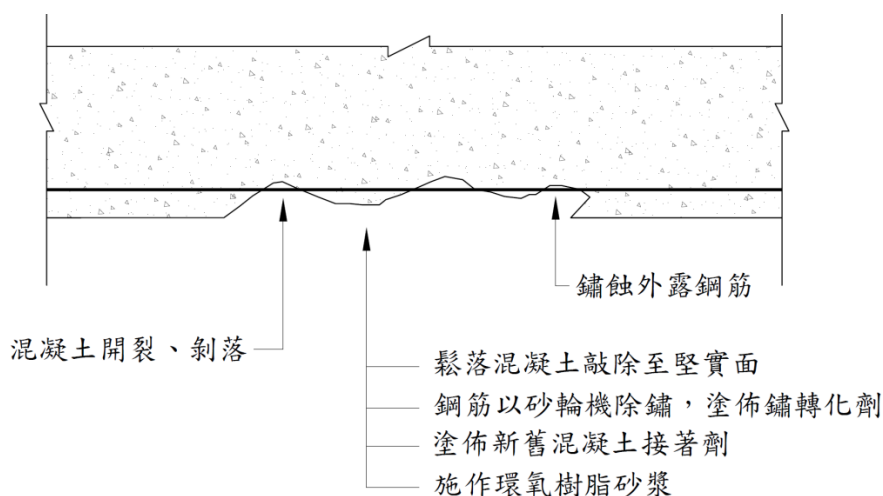 鏽蝕外露鋼筋
混凝土開裂、剝落
鬆落混凝土敲除至堅實面
鋼筋以砂輪機除鏽，塗佈鏽轉化劑
塗佈新舊混凝土接著劑
施作環氧樹脂砂漿